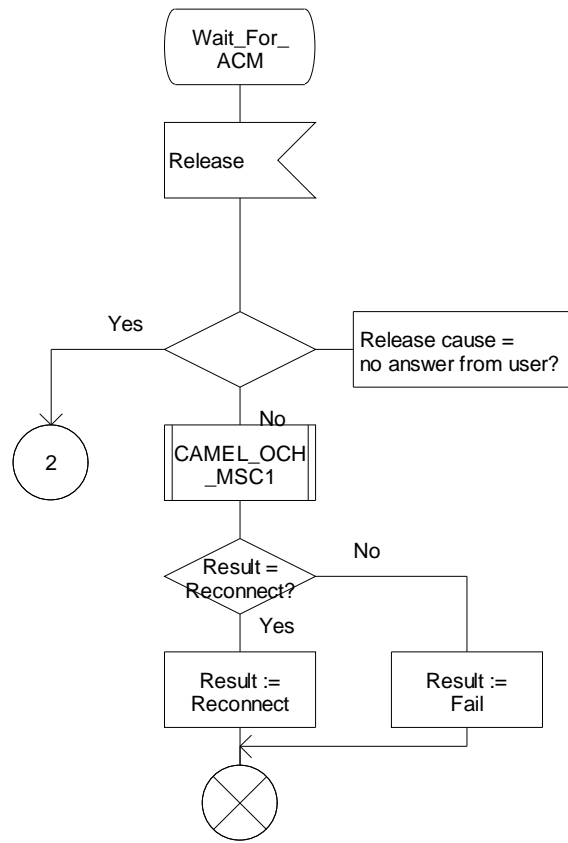 Wait_For_
ACM
Release
Yes
Release cause =
no answer from user?
No
2
CAMEL_OCH
_MSC1
Result =
Reconnect?
No
Yes
Result :=
Reconnect
Result :=
Fail